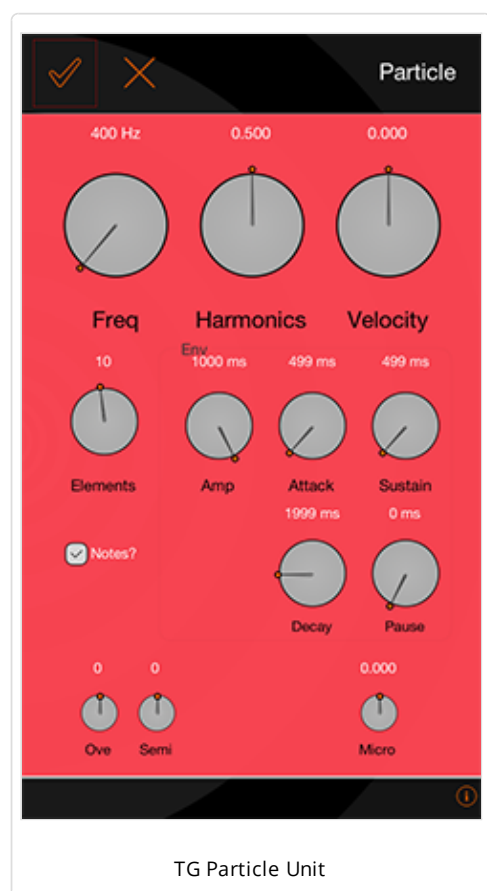 Particle
400 Hz 0.500 0.000
Freq Harmonics Velocity
Env
10 1000 ms 499 ms 499 ms
Elements Amp Attack Sustain
1999 ms 0 ms
Notes?
Decay Pause
0 0 0.000
Ove Semi Micro
TG Particle Unit